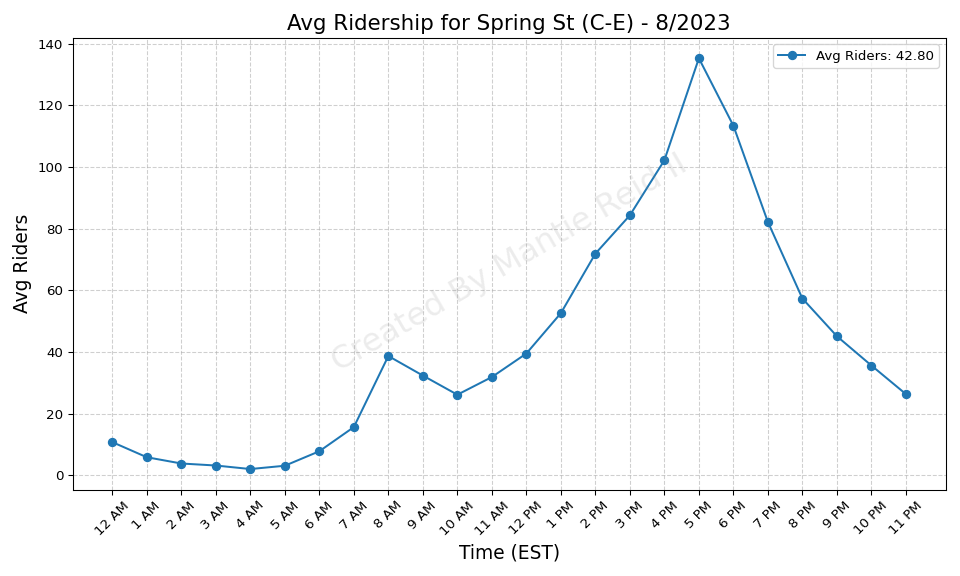 Avg Ridership for Spring St (C-E) - 8/2023
Avg Riders: 42.80
140
120
100
80
60
40
20
0
Avg Riders
Created By Mantie Reid II
12 AM
1 AM
2 AM
3 AM
4 AM
5 AM
6 AM
7 AM
8 AM
9 AM
10 AM
11 AM
12 PM
1 PM
2 PM
3 PM
4 PM
5 PM
6 PM
7 PM
8 PM
9 PM
10 PM
11 PM
Time (EST)